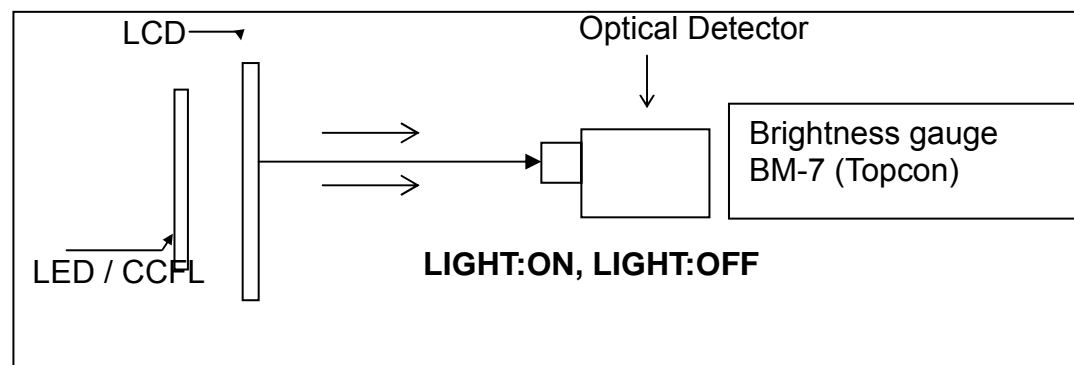 LCD
Optical Detector
Brightness gauge
BM-7 (Topcon)
LED / CCFL
LIGHT:ON, LIGHT:OFF